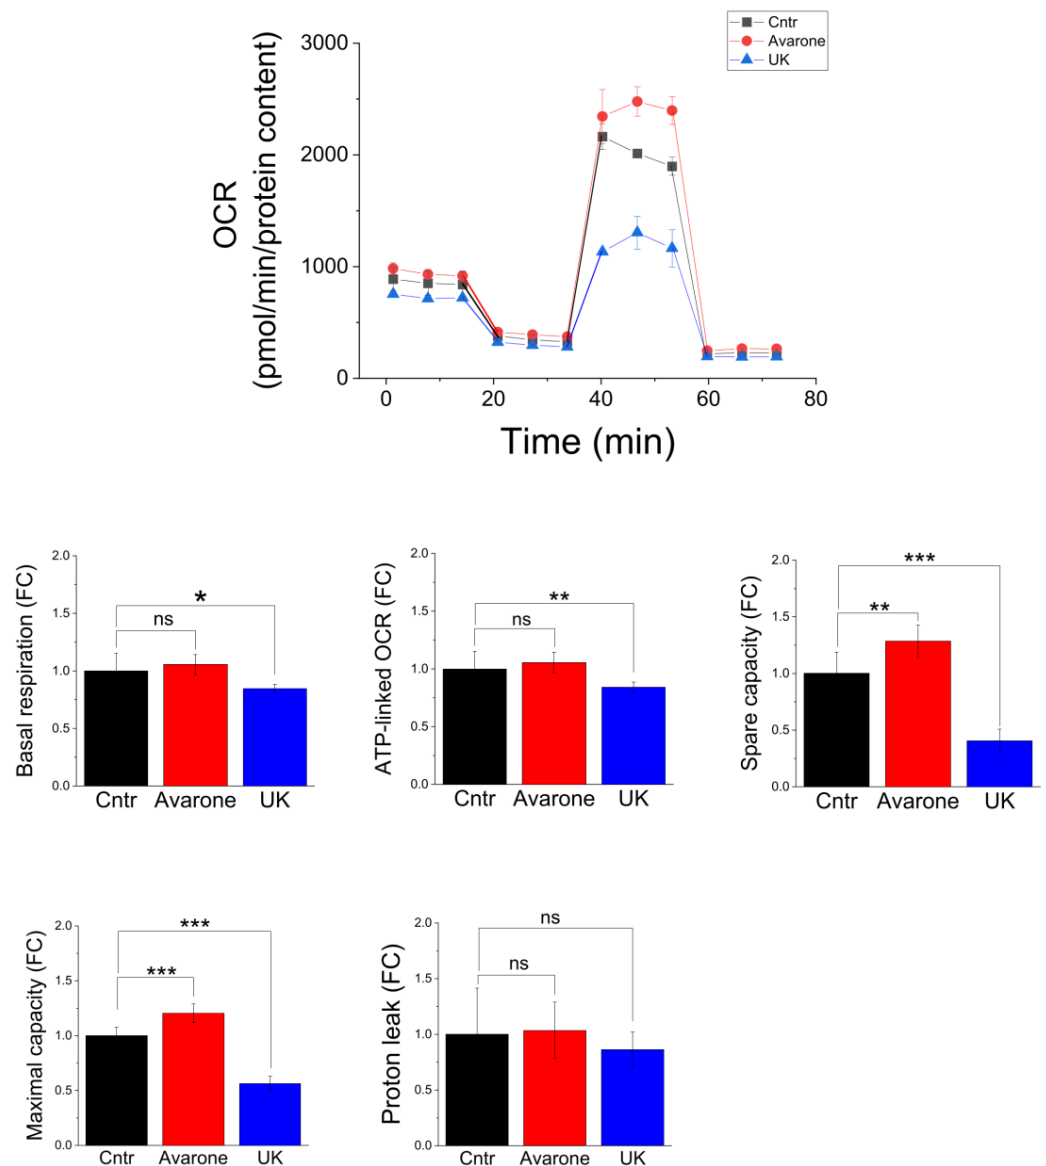 Cntr
Avarone
UK
OCR
(pmol/min/protein content)
3000
2000
1000
0
0 20 40 60 80
Time (min)
Basal respiration (FC)
2.0
1.5
1.0
0.5
0.0
*
ns
Cntr Avarone UK
ATP-linked OCR (FC)
2.0
1.5
1.0
0.5
0.0
**
ns
Cntr Avarone UK
Spare capacity (FC)
2.0
1.5
1.0
0.5
0.0
***
**
Cntr Avarone UK
Maximal capacity (FC)
2.0
1.5
1.0
0.5
0.0
***
***
Cntr Avarone UK
Proton leak (FC)
2.0
1.5
1.0
0.5
0.0
ns
ns
Cntr Avarone UK